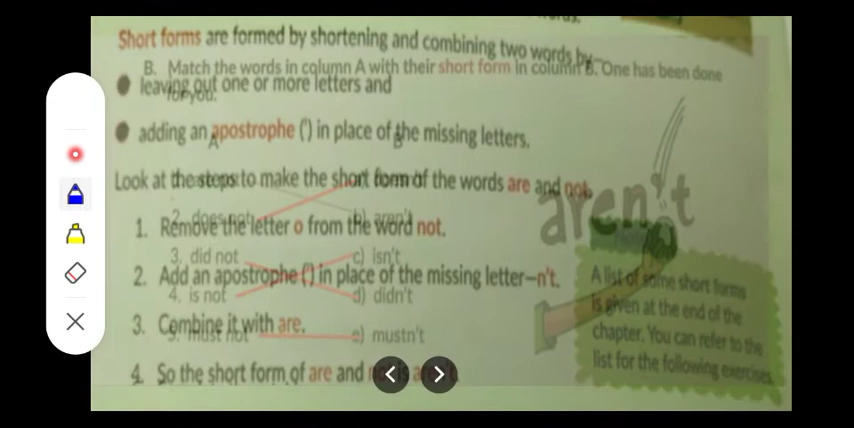 Short forms are formed by shortening and combining two words by
B. Match the words in column A with their short form in column B. One has been done
for you.
leaving out one or more letters and
adding an apostrophe (') in place of the missing letters.
A
B
Look at the steps to make the short form of the words are and not.
aren't
2. does not
b) aren't
1. Remove the letter o from the word not.
3. did not
c) isn't
2. Add an apostrophe (') in place of the missing letter–n't.
4. is not
d) didn't
3. Combine it with are.
5. must not
e) mustn't
4. So the short form of are and not is aren't.
A list of some short forms
is given at the end of the
chapter. You can refer to the
list for the following exercises.